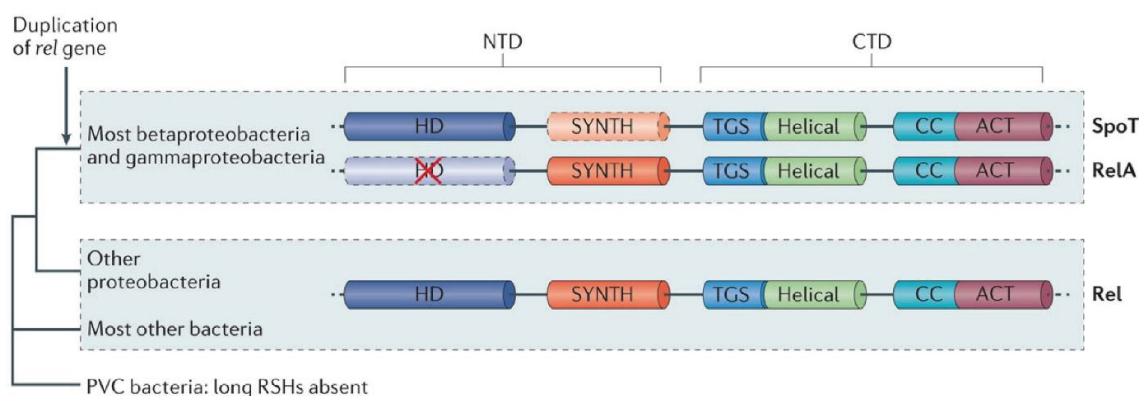 Duplication
of rel gene
NTD
CTD
Most betaproteobacteria
and gammaproteobacteria
HD
SYNTH
TGS
Helical
CC
ACT
SpoT
HD
SYNTH
TGS
Helical
CC
ACT
RelA
Other
proteobacteria
HD
SYNTH
TGS
Helical
CC
ACT
Rel
Most other bacteria
PVC bacteria: long RSHs absent